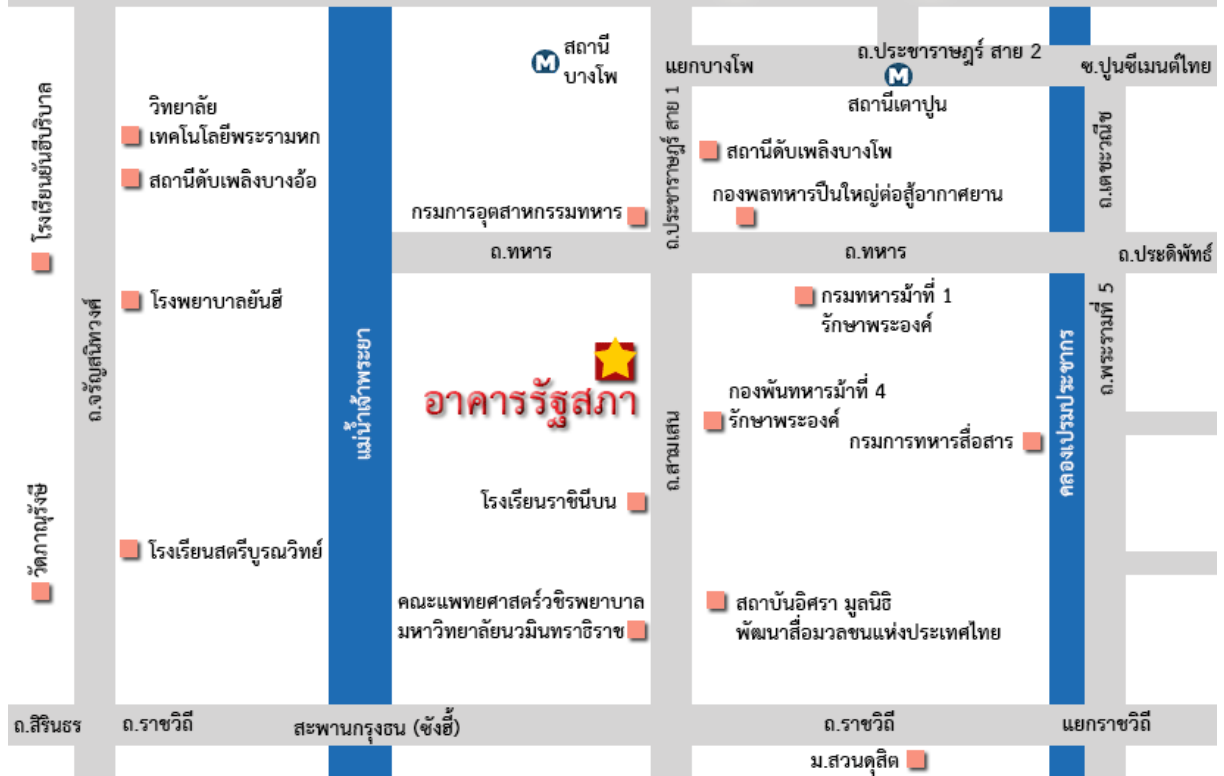 สถานี
บางโพ
แยกบางโพ
ถ.ประชาราษฎร์ สาย 2
ซ.ปูนซีเมนต์ไทย
สถานีเตาปูน
โรงเรียนยันฮีบริบาล
วิทยาลัย
เทคโนโลยีพระรามหก
สถานีดับเพลิงบางอ้อ
ถ.ประชาราษฎร์ สาย 1
สถานีดับเพลิงบางโพ
ถ.เตชะวณิช
กองพลทหารปืนใหญ่ต่อสู้อากาศยาน
กรมการอุตสาหกรรมทหาร
ถ.ทหาร
ถ.ทหาร
ถ.ประดิพัทธ์
โรงพยาบาลยันฮี
กรมทหารม้าที่ 1
รักษาพระองค์
ถ.จรัญสนิทวงศ์
แม่น้ำเจ้าพระยา
อาคารรัฐสภา
ถ.พระรามที่ 5
กองพันทหารม้าที่ 4
รักษาพระองค์
กรมการทหารสื่อสาร
คลองเปรมประชากร
ถ.สามเสน
โรงเรียนราชินีบน
วัดภาณุรังษี
โรงเรียนสตรีบูรณวิทย์
คณะแพทยศาสตร์วชิรพยาบาล
มหาวิทยาลัยนวมินทราธิราช
สถาบันอิศรา มูลนิธิ
พัฒนาสื่อมวลชนแห่งประเทศไทย
ถ.สิรินธร
ถ.ราชวิถี
สะพานกรุงธน (ซังฮี้)
ถ.ราชวิถี
แยกราชวิถี
ม.สวนดุสิต